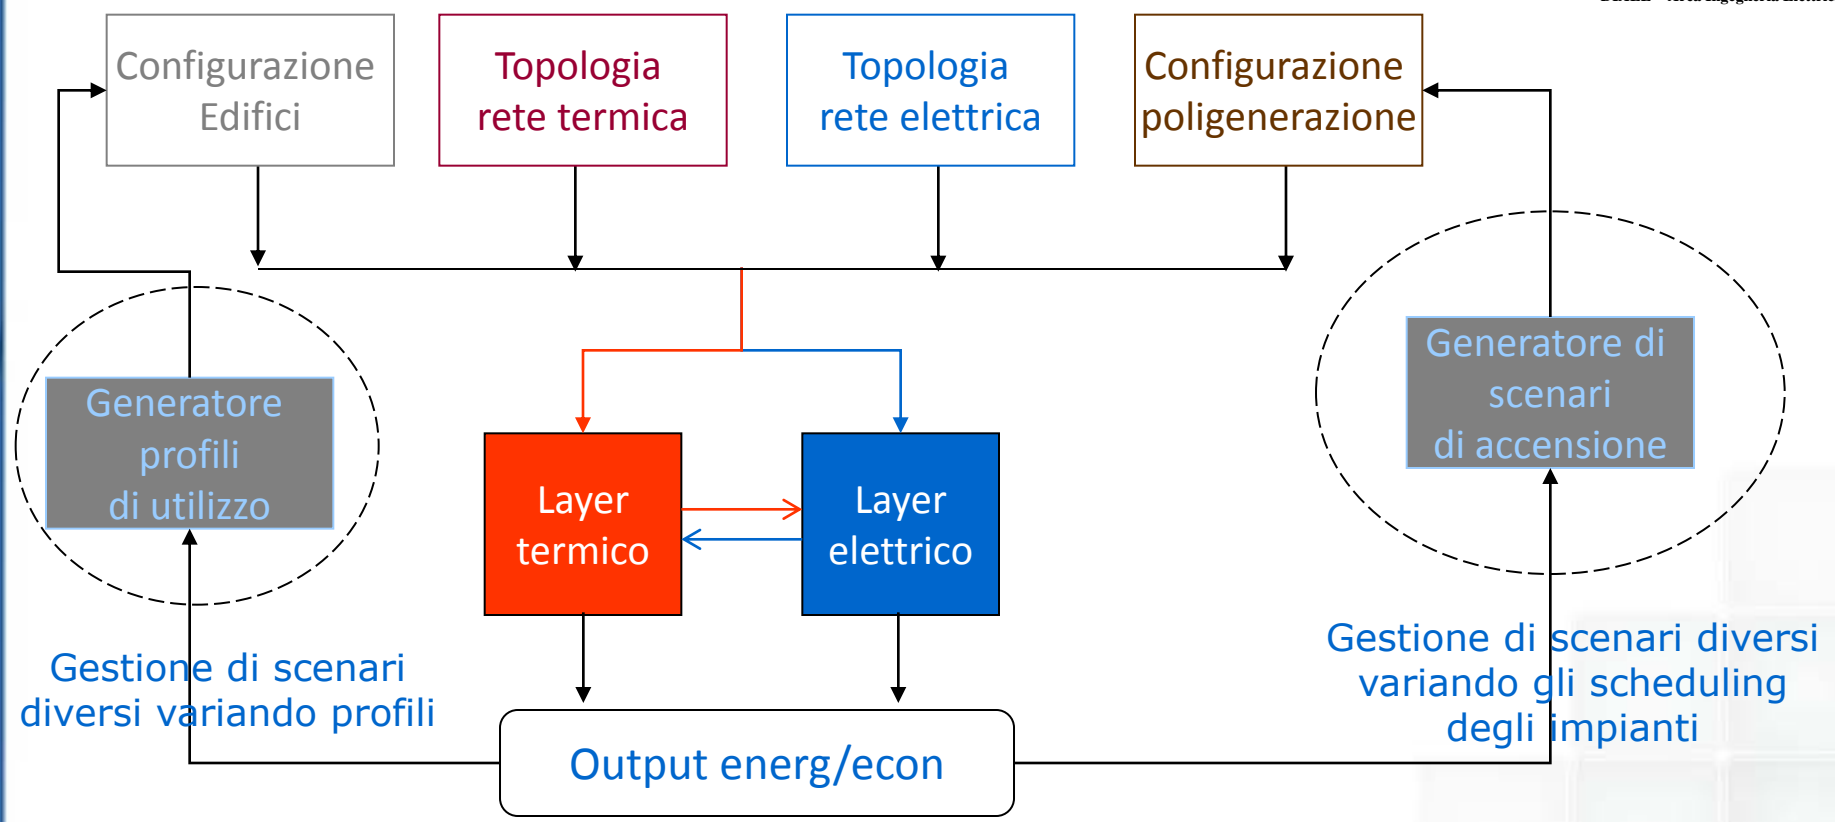 Configurazione
Edifici
Topologia
rete termica
Topologia
rete elettrica
Configurazione
poligenerazione
Generatore
profili
di utilizzo
Generatore di
scenari
di accensione
Layer
termico
Layer
elettrico
Gestione di scenari
diversi variando profili
Gestione di scenari diversi
variando gli scheduling
degli impianti
Output energ/econ